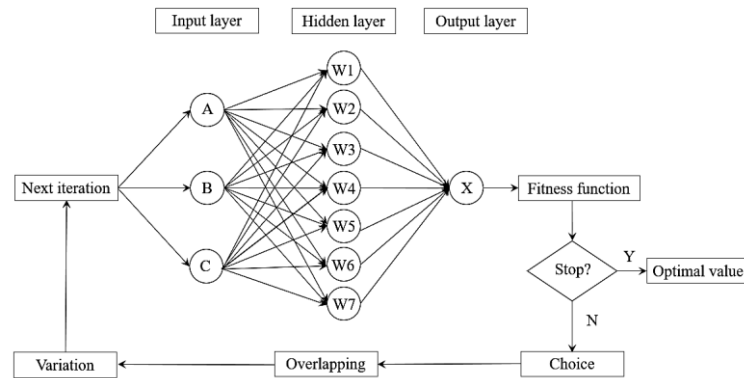 Input layer
Hidden layer
Output layer
W1
W2
A
W3
Next iteration
B
W4
X
Fitness function
W5
C
W6
Stop?
Y
Optimal value
W7
N
Variation
Overlapping
Choice